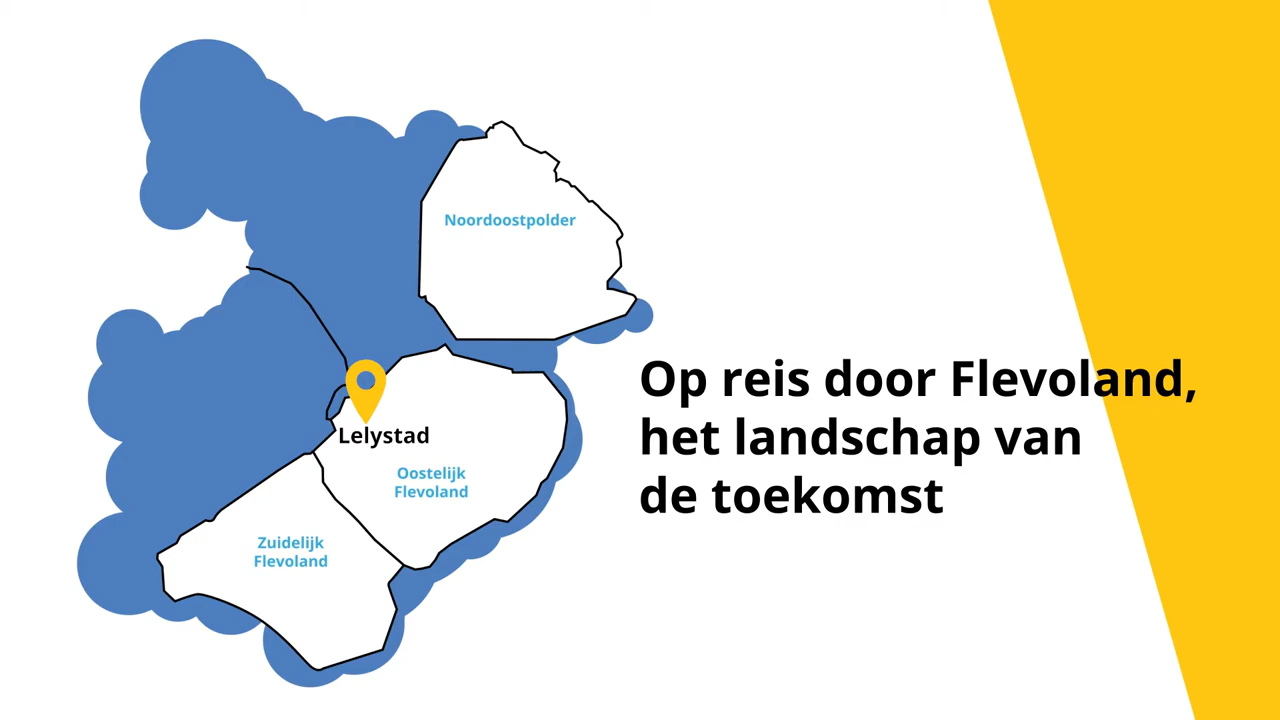 Noordoostpolder
Op reis door Flevoland,
het landschap van
de toekomst
Lelystad
Oostelijk
Flevoland
Zuidelijk
Flevoland